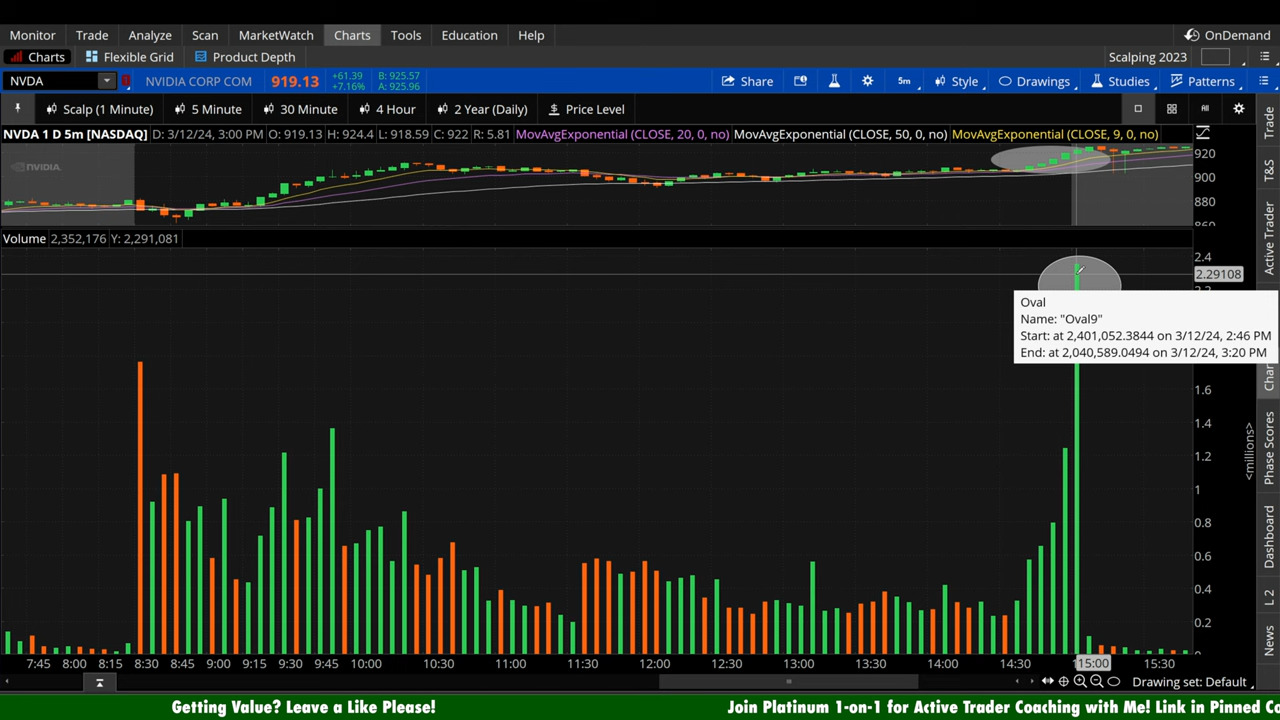 Monitor Trade Analyze Scan MarketWatch Charts Tools Education Help OnDemand
Charts Flexible Grid Product Depth Scalping 2023
NVDA NVIDIA CORP COM 919.13 +61.39 +7.16% B: 925.57 A: 925.96 Share 5m Style Drawings Studies Patterns
Scalp (1 Minute) 5 Minute 30 Minute 4 Hour 2 Year (Daily) Price Level
NVDA 1 D 5m [NASDAQ] D: 3/12/24, 3:00 PM O: 919.13 H: 924.4 L: 918.59 C: 922 R: 5.81 MovAvgExponential (CLOSE, 20, 0, no) MovAvgExponential (CLOSE, 50, 0, no) MovAvgExponential (CLOSE, 9, 0, no)
NVIDIA
920
900
880
860
Volume 2,352,176 Y: 2,291,081
2.4
2.29108
2.2
Oval
Name: "Oval9"
Start: at 2,401,052.3844 on 3/12/24, 2:46 PM
End: at 2,040,589.0494 on 3/12/24, 3:20 PM
1.6
1.4
1.2
1
0.8
0.6
0.4
0.2
<millions>
7:45 8:00 8:15 8:30 8:45 9:00 9:15 9:30 9:45 10:00 10:30 11:00 11:30 12:00 12:30 13:00 13:30 14:00 14:30 15:00 15:30
Drawing set: Default
Trade
T&S
Active Trader
Char
Phase Scores
Dashboard
L 2
News
Getting Value? Leave a Like Please! Join Platinum 1-on-1 for Active Trader Coaching with Me! Link in Pinned Co